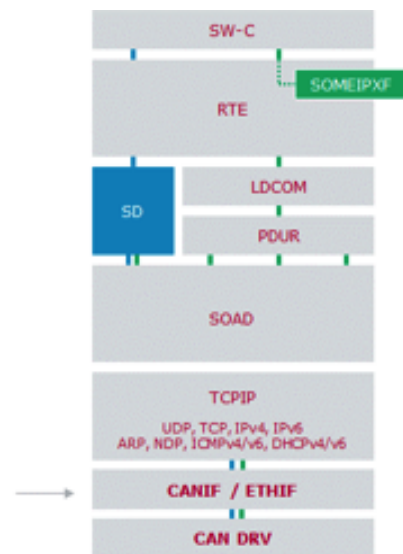 SW-C
SOMEIPXF
RTE
LDCOM
SD
PDUR
SOAD
TCPIP
UDP, TCP, IPv4, IPv6
ARP, NDP, ICMPv4/v6, DHCPv4/v6
CANIF / ETHIF
CAN DRV